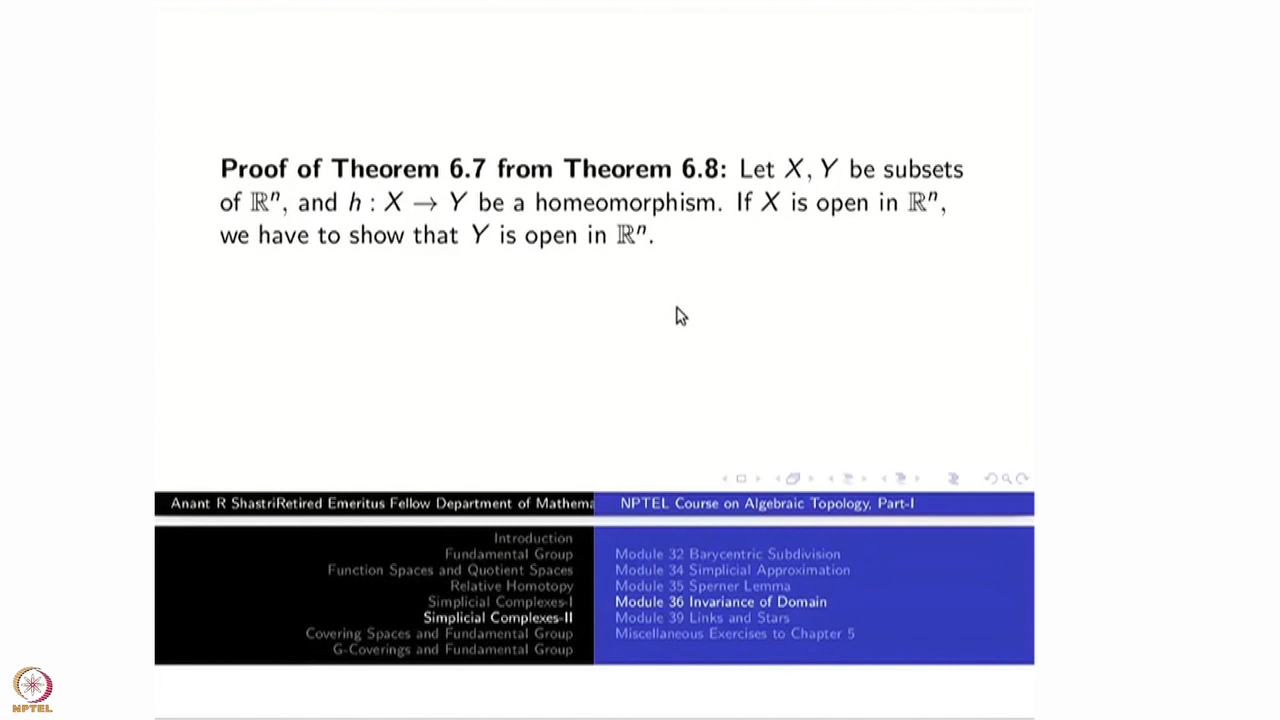 Proof of Theorem 6.7 from Theorem 6.8: Let X, Y be subsets
of ℝⁿ, and h : X → Y be a homeomorphism. If X is open in ℝⁿ,
we have to show that Y is open in ℝⁿ.
Anant R ShastriRetired Emeritus Fellow Department of Mathema
NPTEL Course on Algebraic Topology, Part-I
Introduction
Fundamental Group
Function Spaces and Quotient Spaces
Relative Homotopy
Simplicial Complexes-I
Simplicial Complexes-II
Covering Spaces and Fundamental Group
G-Coverings and Fundamental Group
Module 32 Barycentric Subdivision
Module 34 Simplicial Approximation
Module 35 Sperner Lemma
Module 36 Invariance of Domain
Module 39 Links and Stars
Miscellaneous Exercises to Chapter 5
NPTEL